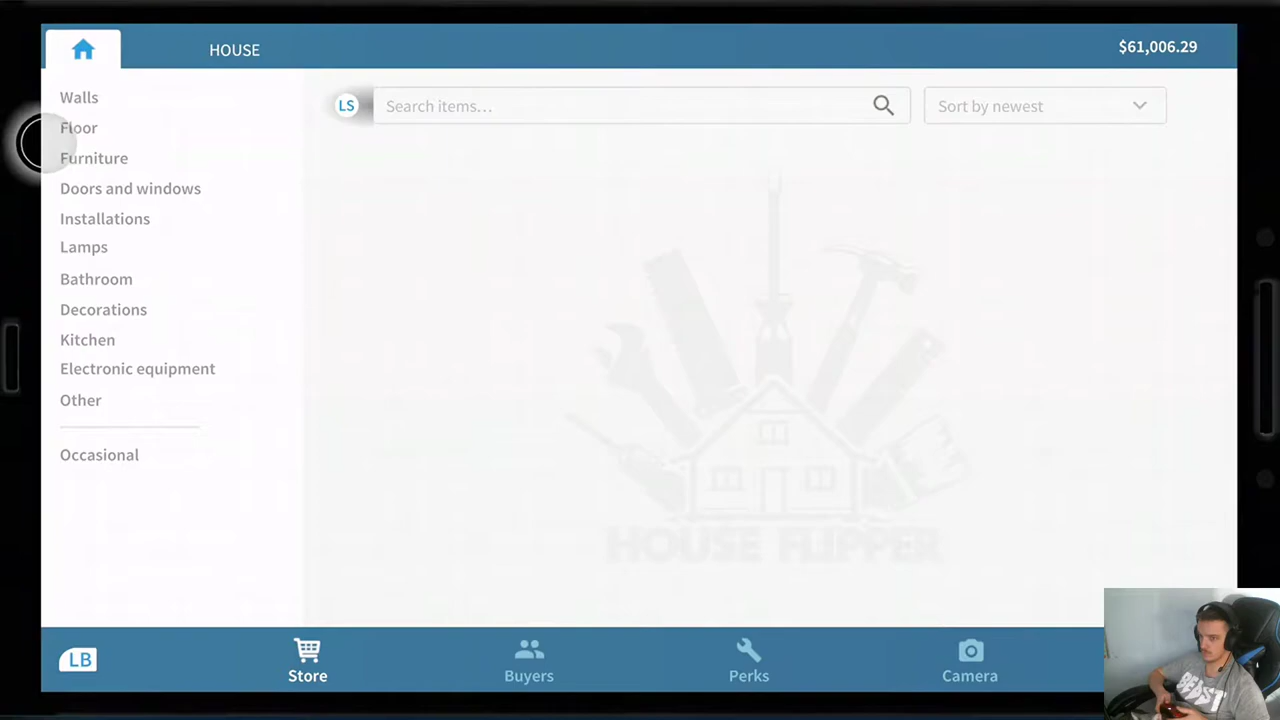 HOUSE
$61,006.29
Walls
Floor
Furniture
Doors and windows
Installations
Lamps
Bathroom
Decorations
Kitchen
Electronic equipment
Other
Occasional
LS
Search items...
Sort by newest
HOUSE FLIPPER
LB
Store
Buyers
Perks
Camera
BEAST